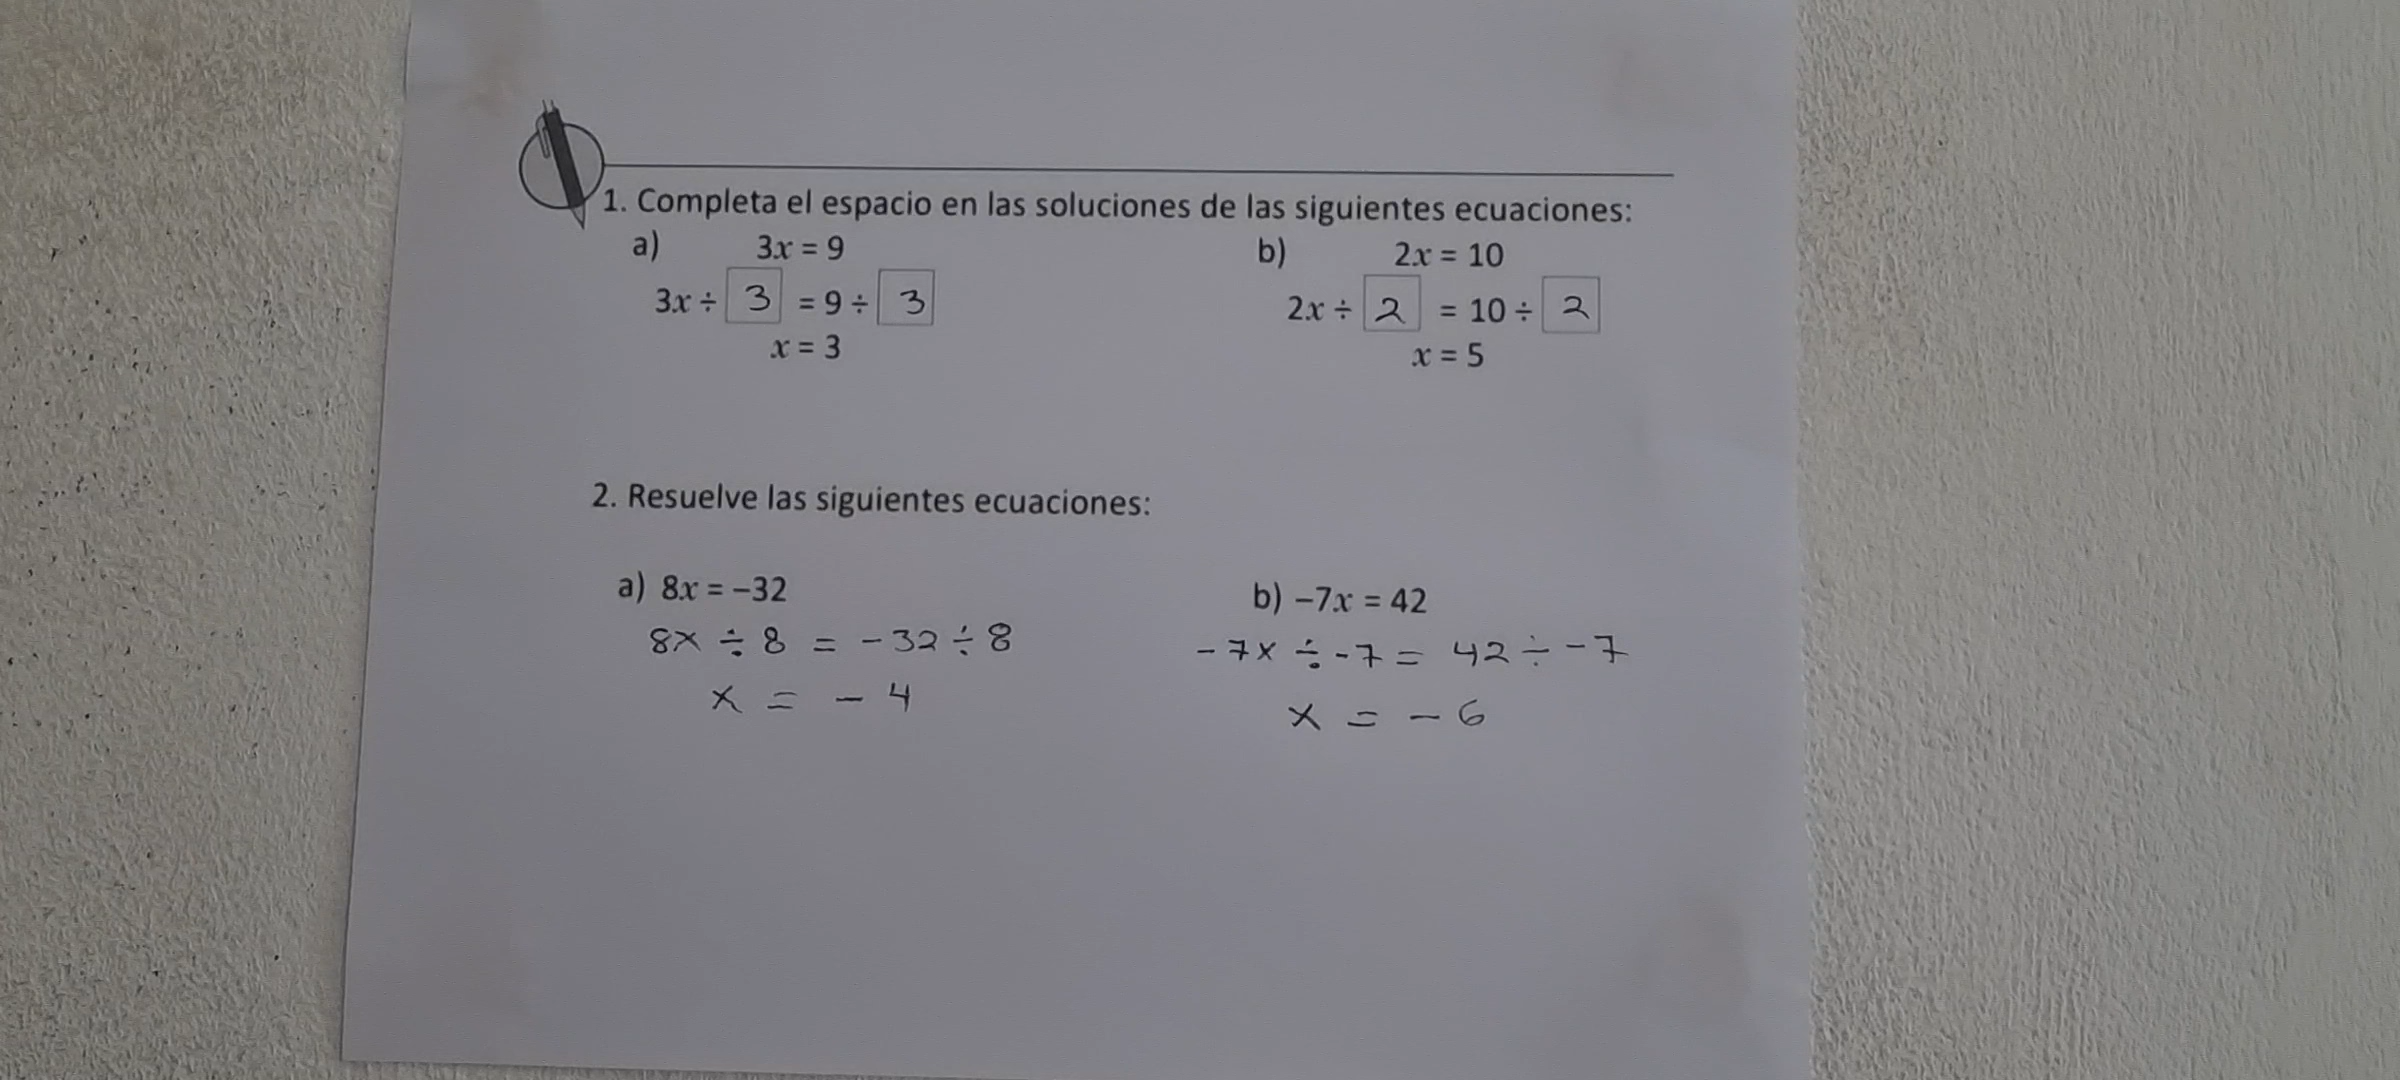 1. Completa el espacio en las soluciones de las siguientes ecuaciones:
a) 3x = 9
3x ÷ 3 = 9 ÷ 3
x = 3
b) 2x = 10
2x ÷ 2 = 10 ÷ 2
x = 5
2. Resuelve las siguientes ecuaciones:
a) 8x = −32
8x ÷ 8 = -32 ÷ 8
x = - 4
b) −7x = 42
-7x ÷ -7 = 42 ÷ -7
x = - 6